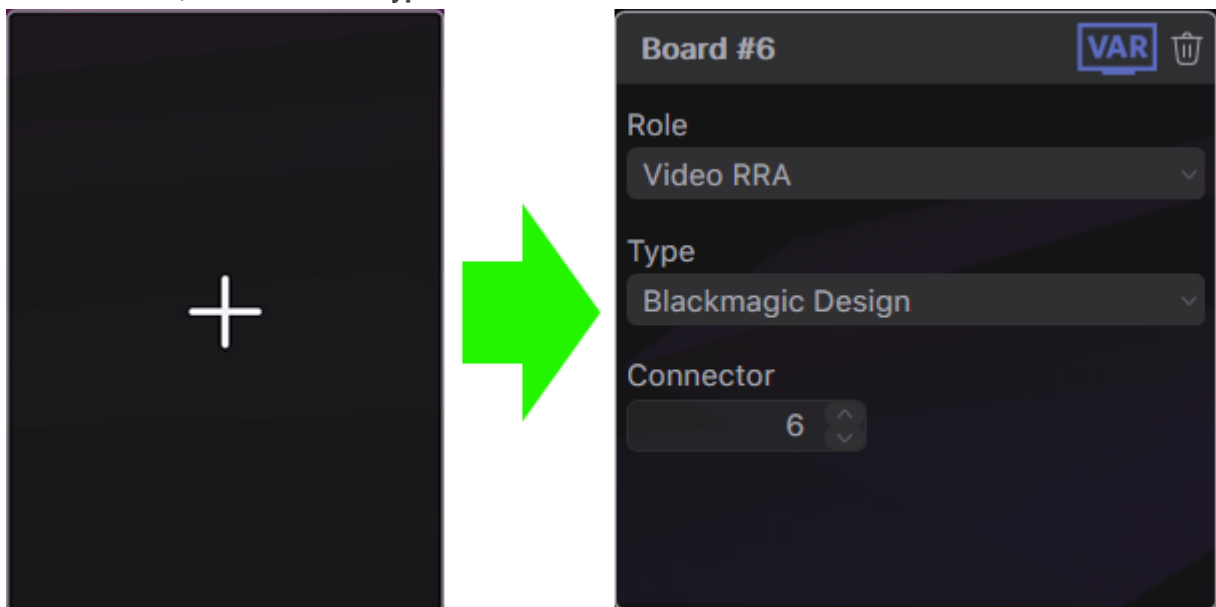 Board #6
VAR
Role
Video RRA
Type
Blackmagic Design
Connector
6